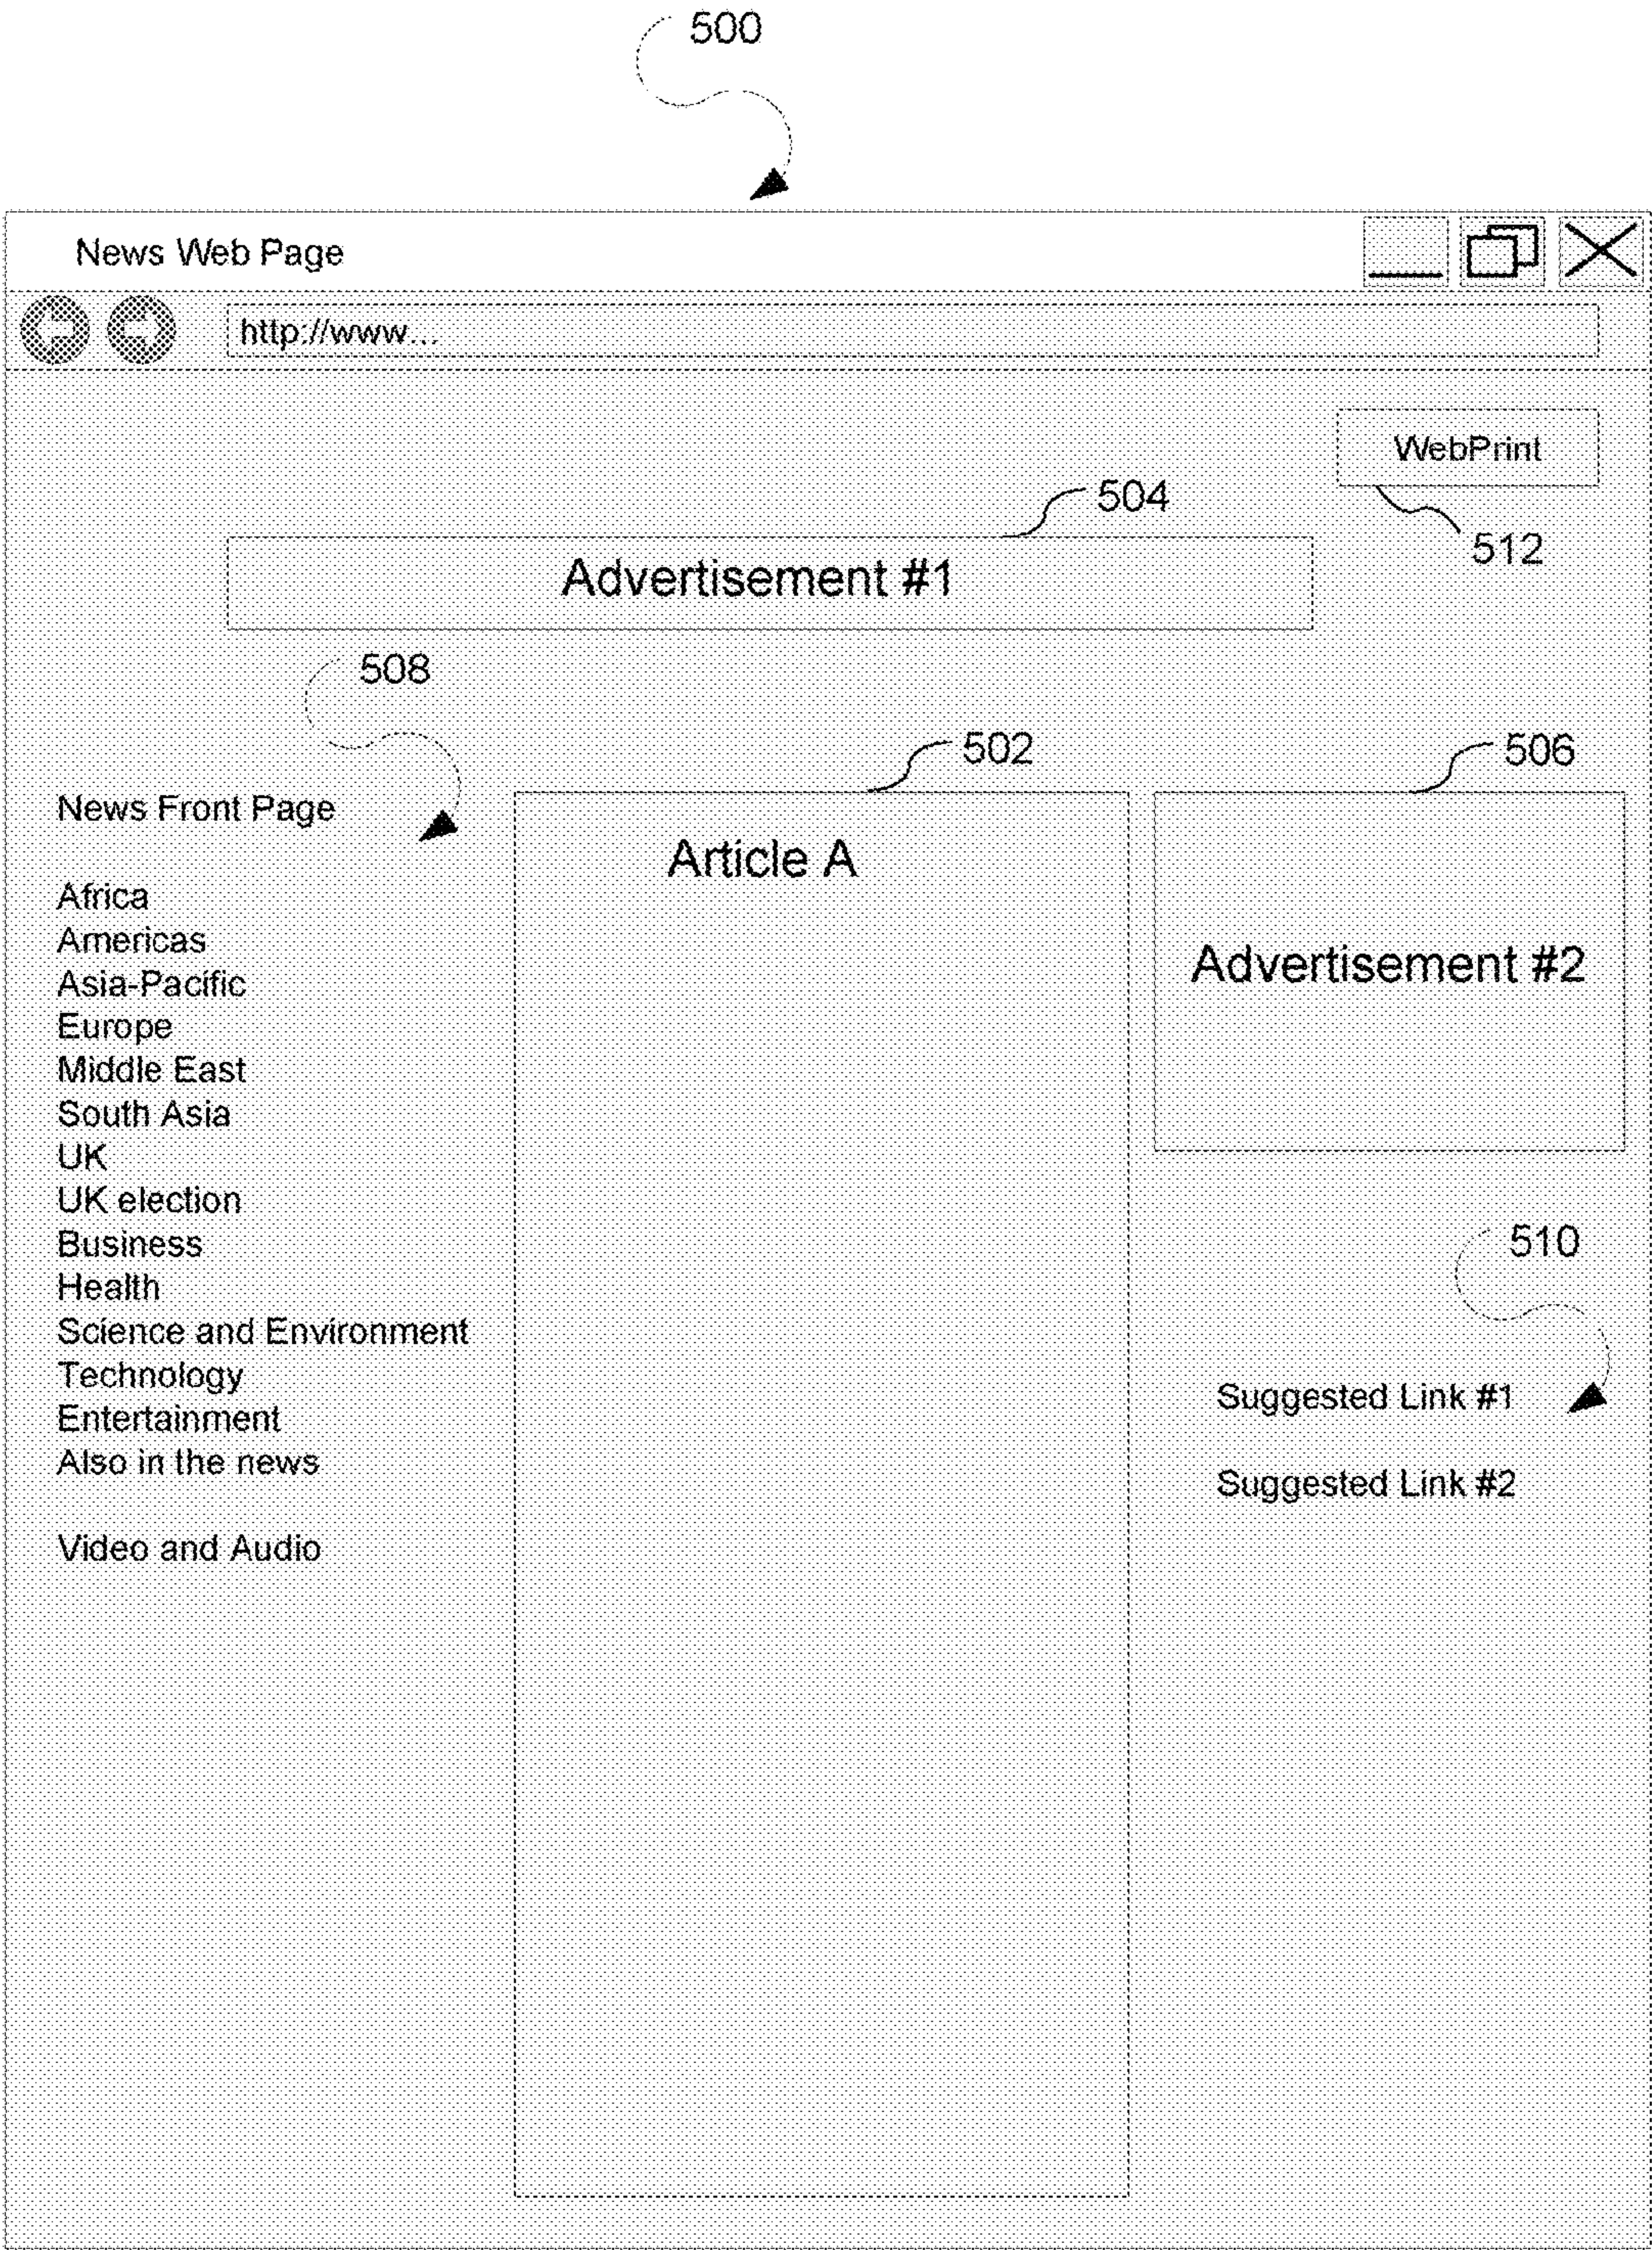 500
News Web Page
http://www...
WebPrint
504
512
Advertisement #1
508
502
506
News Front Page
Africa
Americas
Asia-Pacific
Europe
Middle East
South Asia
UK
UK election
Business
Health
Science and Environment
Technology
Entertainment
Also in the news
Video and Audio
Article A
Advertisement #2
510
Suggested Link #1
Suggested Link #2